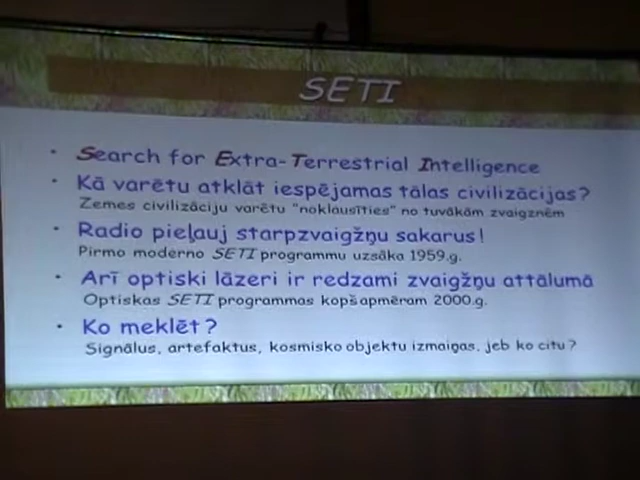 SETI
• Search for Extra-Terrestrial Intelligence
• Kā varētu atklāt iespējamas tālas civilizācijas?
Zemes civilizāciju varētu "noklausīties" no tuvākām zvaigznēm
• Radio pieļauj starpzvaigžņu sakarus!
Pirmo moderno SETI programmu uzsāka 1959.g.
• Arī optiski lāzeri ir redzami zvaigžņu attālumā
Optiskas SETI programmas kopš apmēram 2000.g.
• Ko meklēt?
Signālus, artefaktus, kosmisko objektu izmaiņas, jeb ko citu?